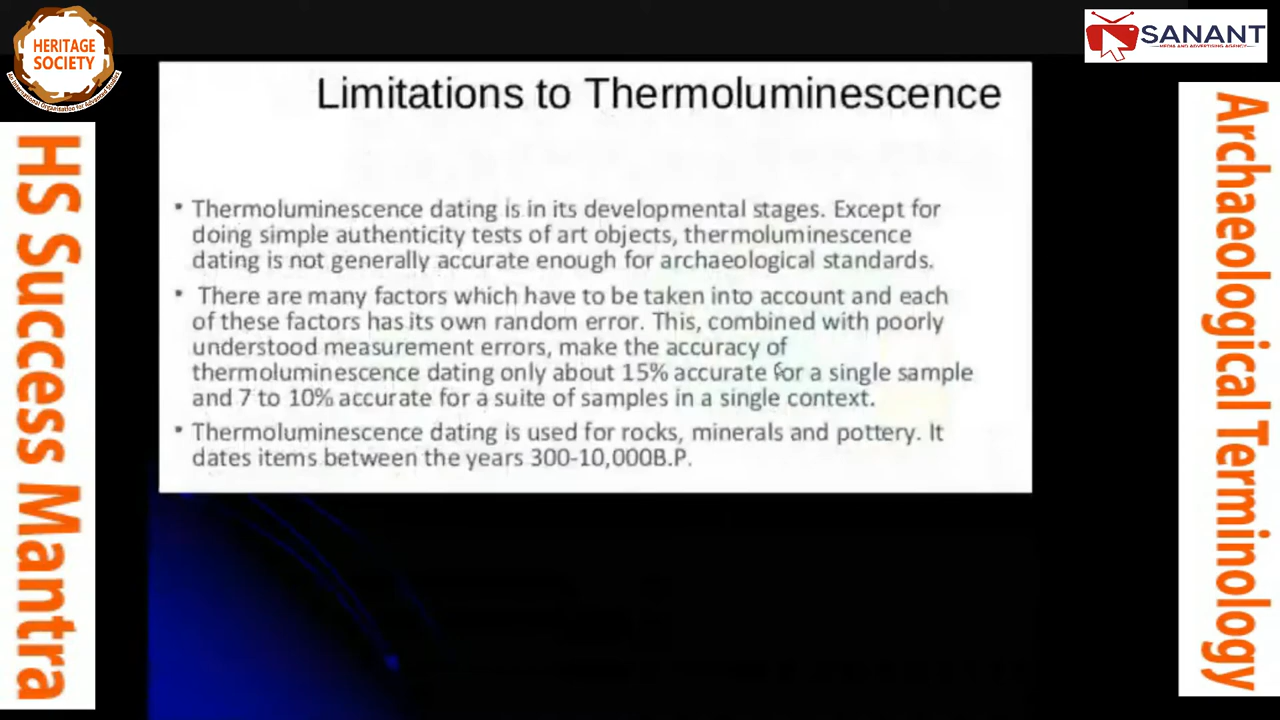 HERITAGE
SOCIETY
SANANT
MEDIA AND ADVERTISING AGENCY
HS Success Mantra
Limitations to Thermoluminescence
• Thermoluminescence dating is in its developmental stages. Except for
doing simple authenticity tests of art objects, thermoluminescence
dating is not generally accurate enough for archaeological standards.
• There are many factors which have to be taken into account and each
of these factors has its own random error. This, combined with poorly
understood measurement errors, make the accuracy of
thermoluminescence dating only about 15% accurate for a single sample
and 7 to 10% accurate for a suite of samples in a single context.
• Thermoluminescence dating is used for rocks, minerals and pottery. It
dates items between the years 300-10,000B.P.
Archaeological Terminology